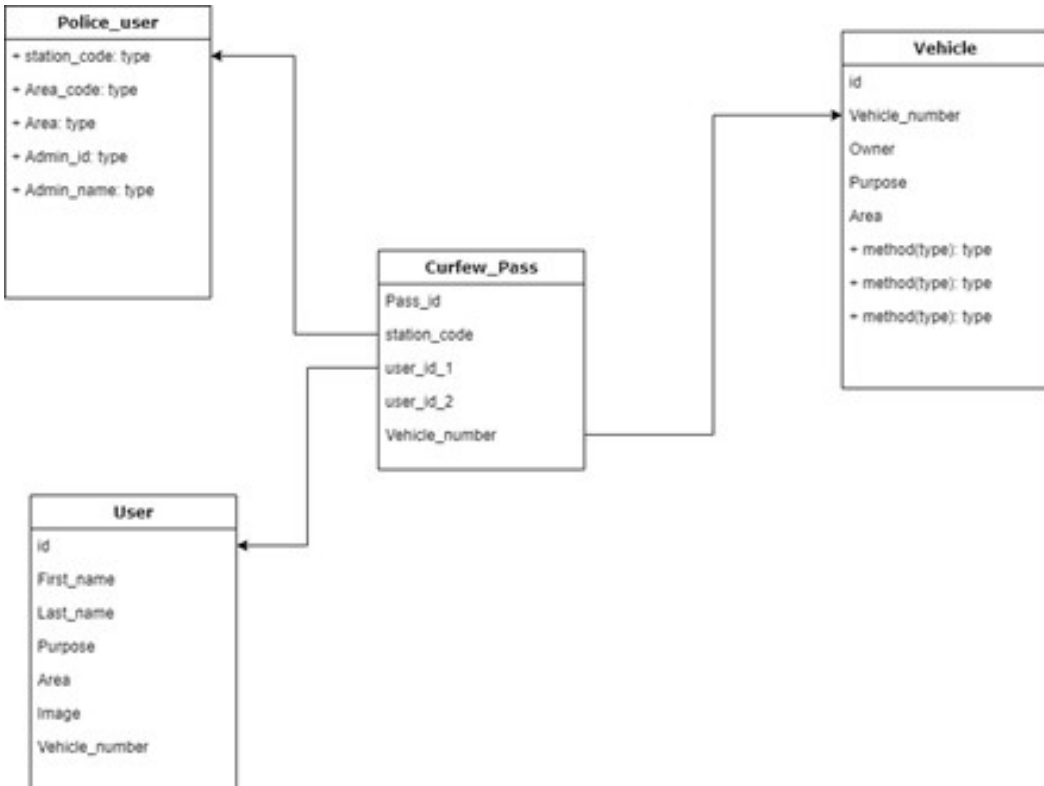 Police_user
+ station_code: type
+ Area_code: type
+ Area: type
+ Admin_id: type
+ Admin_name: type
Vehicle
id
Vehicle_number
Owner
Purpose
Area
+ method(type): type
+ method(type): type
+ method(type): type
Curfew_Pass
Pass_id
station_code
user_id_1
user_id_2
Vehicle_number
User
id
First_name
Last_name
Purpose
Area
Image
Vehicle_number